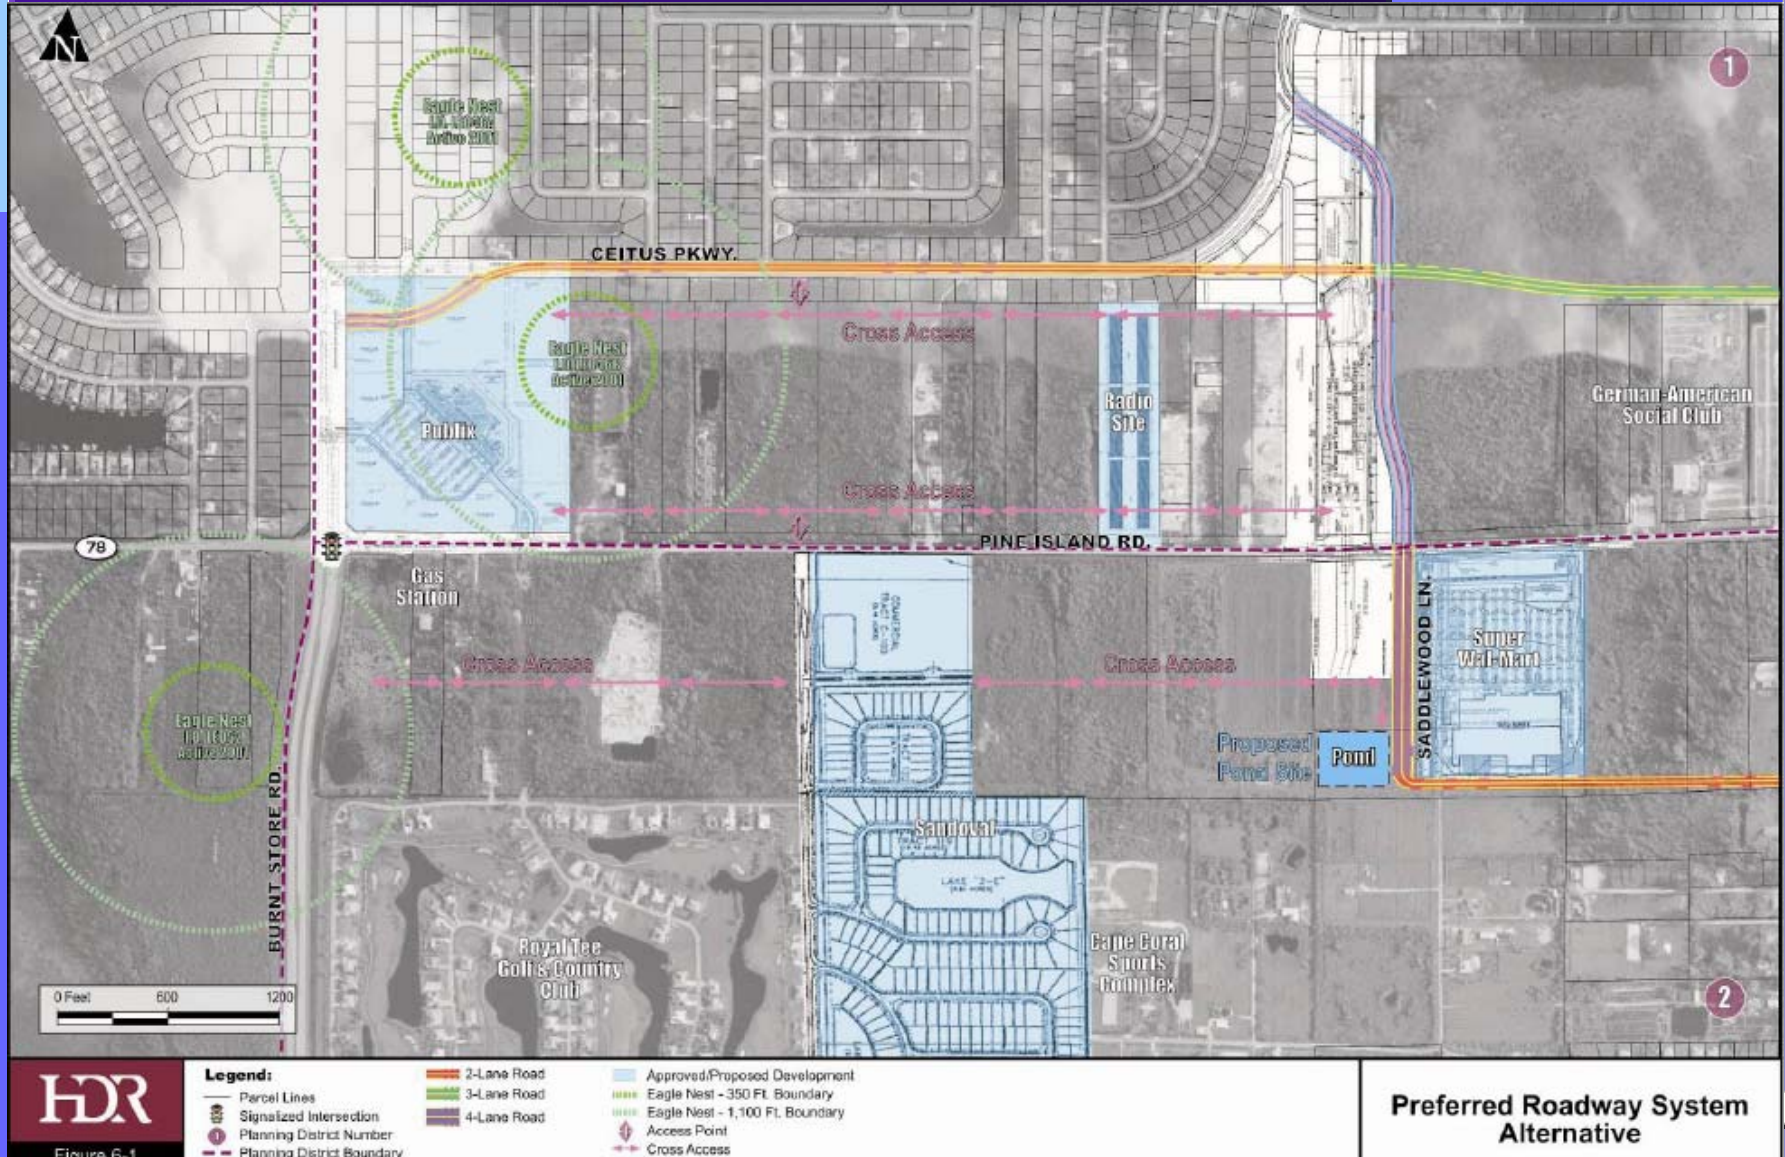 N
1
Eagle Nest
Active 2001
CEITUS PKWY.
Cross Access
Eagle Nest
Active 2001
Radio
Site
German-American
Social Club
Publix
Cross Access
78
PINE ISLAND RD.
Gas
Station
COMMERCIAL
Cross Access
Cross Access
Super
Wal-Mart
SADDLEWOOD LN.
Eagle Nest
Active 2001
Proposed
Pond Site
Pond
BURNT STORE RD.
Sandoval
LAKE "2-E"
Royal Tee
Golf & Country
Club
Cape Coral
Sports
Complex
2
0 Feet 600 1200
HDR
Figure 6-1
Legend:
Parcel Lines
Signalized Intersection
1 Planning District Number
Planning District Boundary
2-Lane Road
3-Lane Road
4-Lane Road
Approved/Proposed Development
Eagle Nest - 350 Ft. Boundary
Eagle Nest - 1,100 Ft. Boundary
Access Point
Cross Access
Preferred Roadway System
Alternative